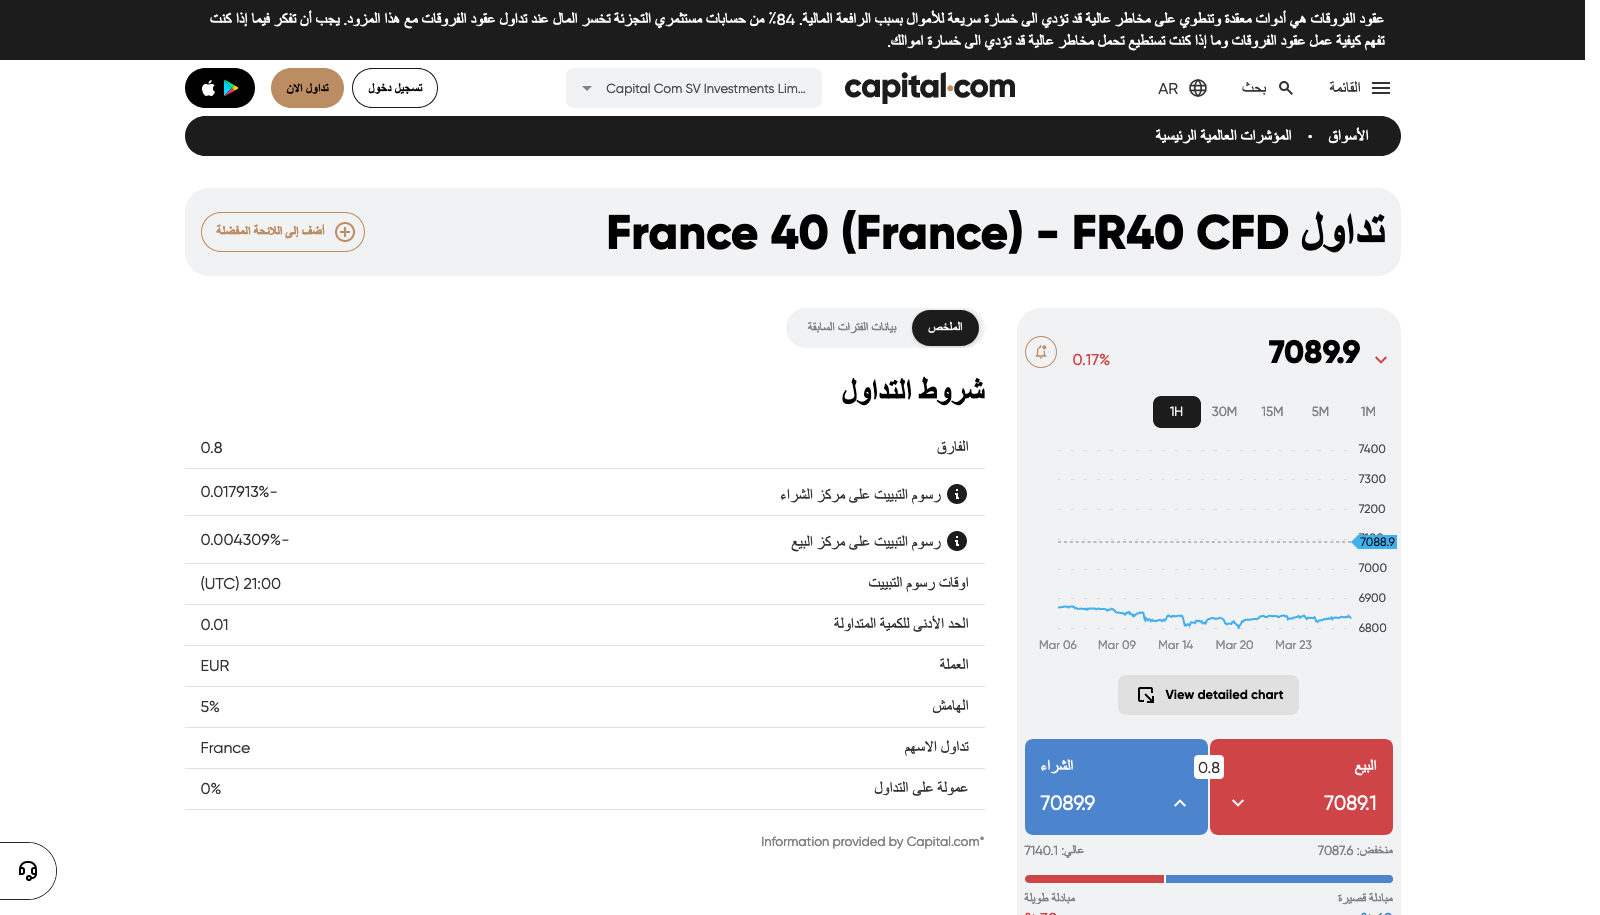 عقود الفروقات هي أدوات معقدة وتنطوي على مخاطر عالية قد تؤدي الى خسارة سريعة للأموال بسبب الرافعة المالية. 84٪ من حسابات مستثمري التجزئة تخسر المال عند تداول عقود الفروقات مع هذا المزود. يجب أن تفكر فيما إذا كنت
تفهم كيفية عمل عقود الفروقات وما إذا كنت تستطيع تحمل مخاطر عالية قد تؤدي الى خسارة اموالك.
القائمة
بحث
AR
capital.com
Capital Com SV Investments Lim...
تسجيل دخول
تداول الان
الأسواق • المؤشرات العالمية الرئيسية
تداول France 40 (France) - FR40 CFD
أضف إلى اللائحة المفضلة
7089.9
0.17%
1M
5M
15M
30M
1H
7400
7300
7200
7088.9
7000
6900
6800
Mar 06
Mar 09
Mar 14
Mar 20
Mar 23
View detailed chart
البيع
7089.1
0.8
الشراء
7089.9
منخفض: 7087.6
عالي: 7140.1
مبادلة قصيرة
مبادلة طويلة
الملخص
بيانات الفترات السابقة
شروط التداول
الفارق 0.8
رسوم التبييت على مركز الشراء -0.017913%
رسوم التبييت على مركز البيع -0.004309%
اوقات رسوم التبييت 21:00 (UTC)
الحد الأدنى للكمية المتداولة 0.01
العملة EUR
الهامش 5%
تداول الاسهم France
عمولة على التداول 0%
Information provided by Capital.com*